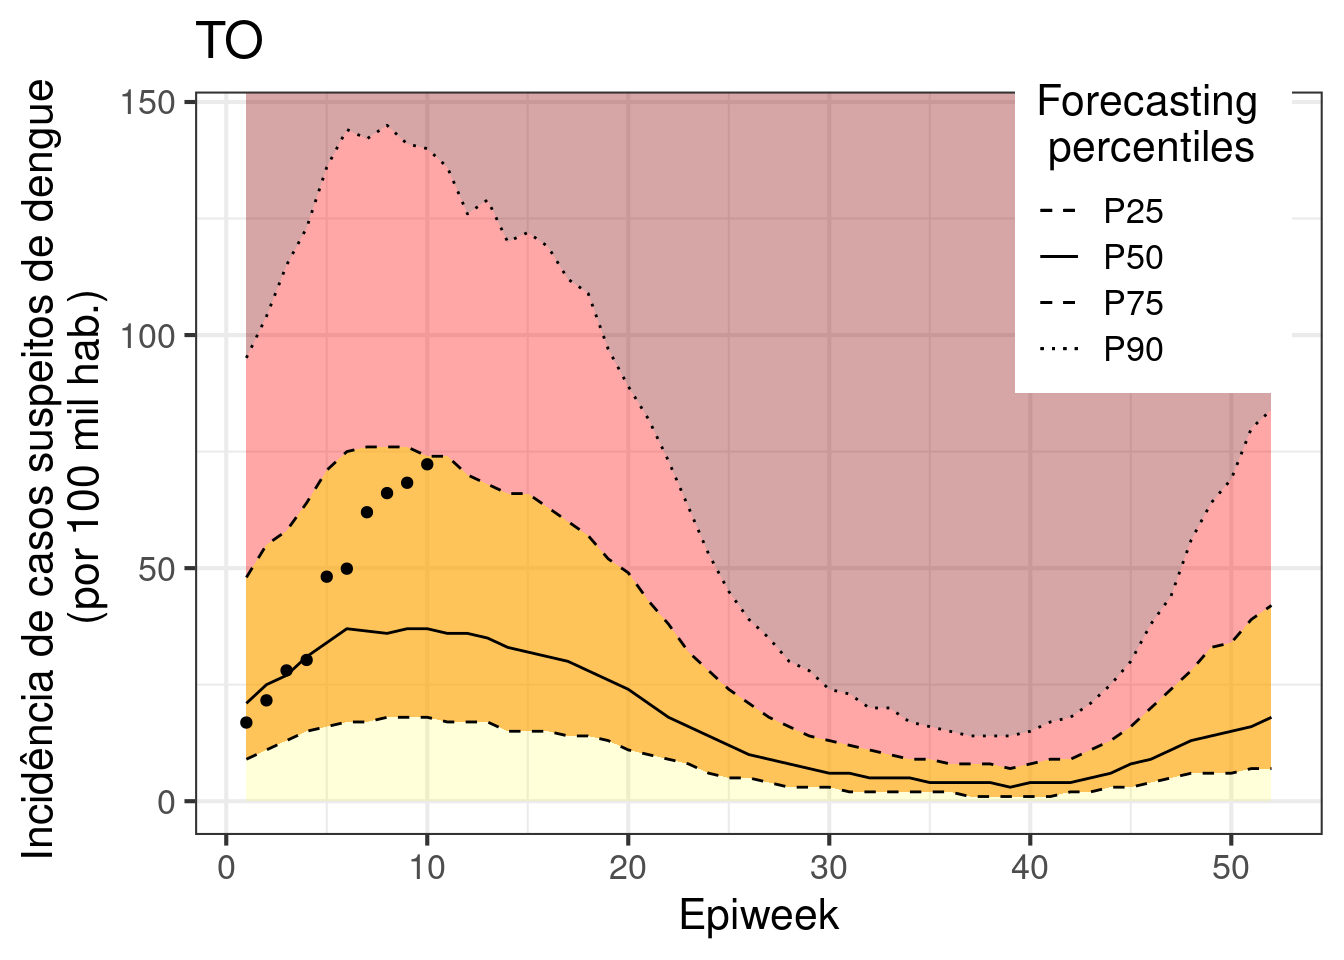 TO
Incidência de casos suspeitos de dengue
(por 100 mil hab.)
150
100
50
0
Forecasting
percentiles
P25
P50
P75
P90
0 10 20 30 40 50
Epiweek